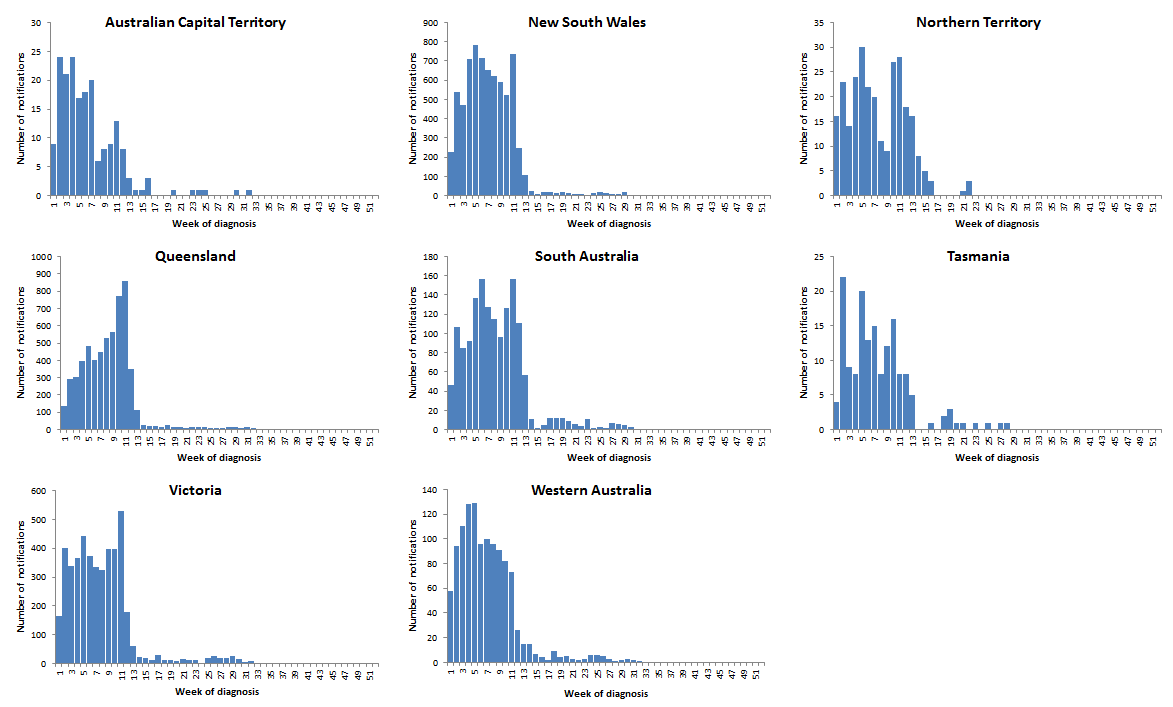 Australian Capital Territory
Number of notifications
30
25
20
15
10
5
0
1 3 5 7 9 11 13 15 17 19 21 23 25 27 29 31 33 35 37 39 41 43 45 47 49 51
Week of diagnosis
New South Wales
Number of notifications
900
800
700
600
500
400
300
200
100
0
1 3 5 7 9 11 13 15 17 19 21 23 25 27 29 31 33 35 37 39 41 43 45 47 49 51
Week of diagnosis
Northern Territory
Number of notifications
35
30
25
20
15
10
5
0
1 3 5 7 9 11 13 15 17 19 21 23 25 27 29 31 33 35 37 39 41 43 45 47 49 51
Week of diagnosis
Queensland
Number of notifications
1000
900
800
700
600
500
400
300
200
100
0
1 3 5 7 9 11 13 15 17 19 21 23 25 27 29 31 33 35 37 39 41 43 45 47 49 51
Week of diagnosis
South Australia
Number of notifications
180
160
140
120
100
80
60
40
20
0
1 3 5 7 9 11 13 15 17 19 21 23 25 27 29 31 33 35 37 39 41 43 45 47 49 51
Week of diagnosis
Tasmania
Number of notifications
25
20
15
10
5
0
1 3 5 7 9 11 13 15 17 19 21 23 25 27 29 31 33 35 37 39 41 43 45 47 49 51
Week of diagnosis
Victoria
Number of notifications
600
500
400
300
200
100
0
1 3 5 7 9 11 13 15 17 19 21 23 25 27 29 31 33 35 37 39 41 43 45 47 49 51
Week of diagnosis
Western Australia
Number of notifications
140
120
100
80
60
40
20
0
1 3 5 7 9 11 13 15 17 19 21 23 25 27 29 31 33 35 37 39 41 43 45 47 49 51
Week of diagnosis